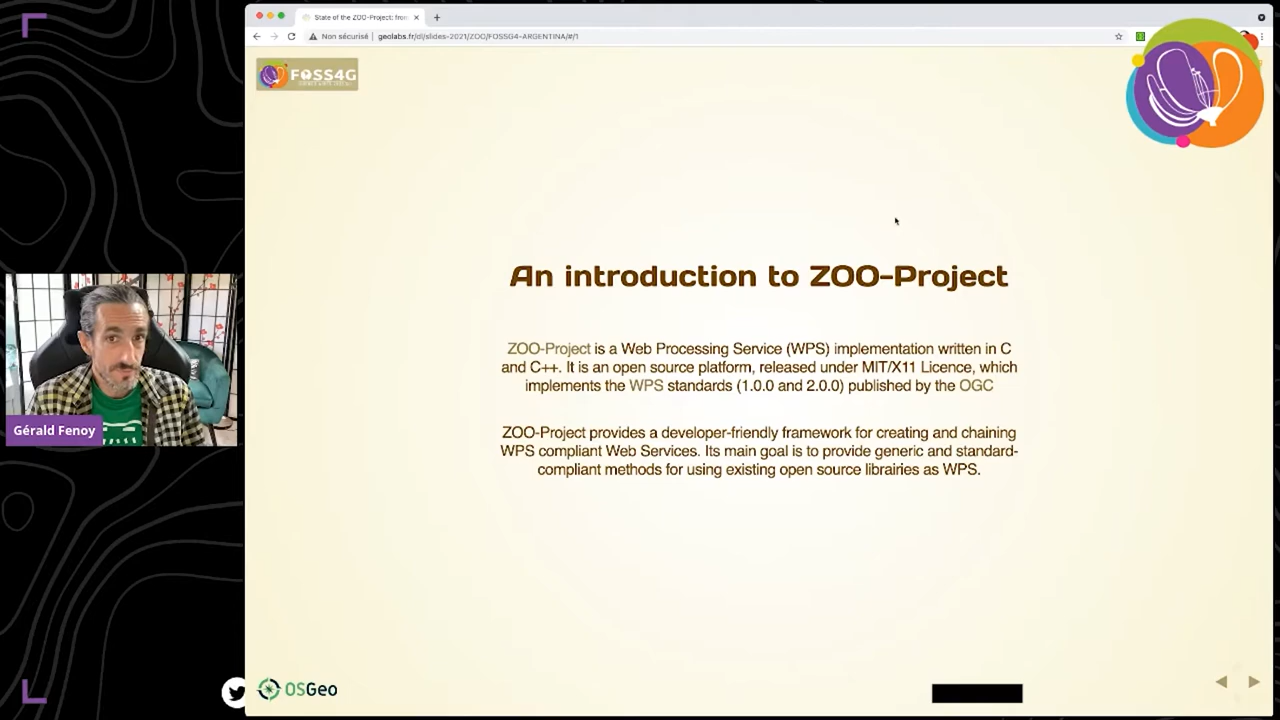 State of the ZOO-Project: fro
Non sécurisé
geolabs.fr/dl/slides-2021/ZOO/FOSSG4-ARGENTINA/#/1
FOSS4G
An introduction to ZOO-Project
ZOO-Project is a Web Processing Service (WPS) implementation written in C
and C++. It is an open source platform, released under MIT/X11 Licence, which
implements the WPS standards (1.0.0 and 2.0.0) published by the OGC
ZOO-Project provides a developer-friendly framework for creating and chaining
WPS compliant Web Services. Its main goal is to provide generic and standard-
compliant methods for using existing open source librairies as WPS.
Gérald Fenoy
OSGeo